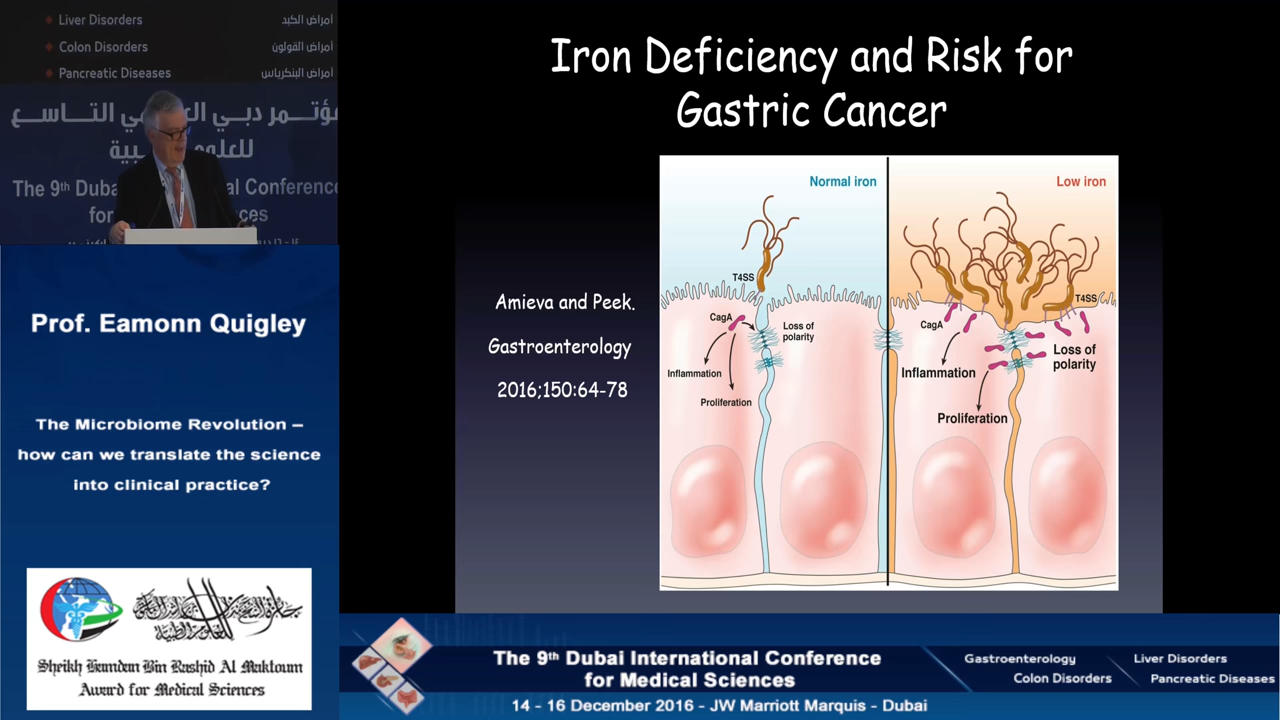 Liver Disorders
أمراض الكبد
Colon Disorders
أمراض القولون
Pancreatic Diseases
أمراض البنكرياس
للعلوم
The 9th Duba
al Conference
for
ences
Prof. Eamonn Quigley
The Microbiome Revolution –
how can we translate the science
into clinical practice?
Sheikh Hamdan Bin Rashid Al Maktoum
Award for Medical Sciences
Iron Deficiency and Risk for
Gastric Cancer
Amieva and Peek.
Gastroenterology
2016;150:64-78
Normal iron
T4SS
CagA
Loss of
polarity
Inflammation
Proliferation
Low iron
T4SS
CagA
Loss of
polarity
Inflammation
Proliferation
The 9th Dubai International Conference
for Medical Sciences
14 - 16 December 2016 - JW Marriott Marquis - Dubai
Gastroenterology
Liver Disorders
Colon Disorders
Pancreatic Diseases